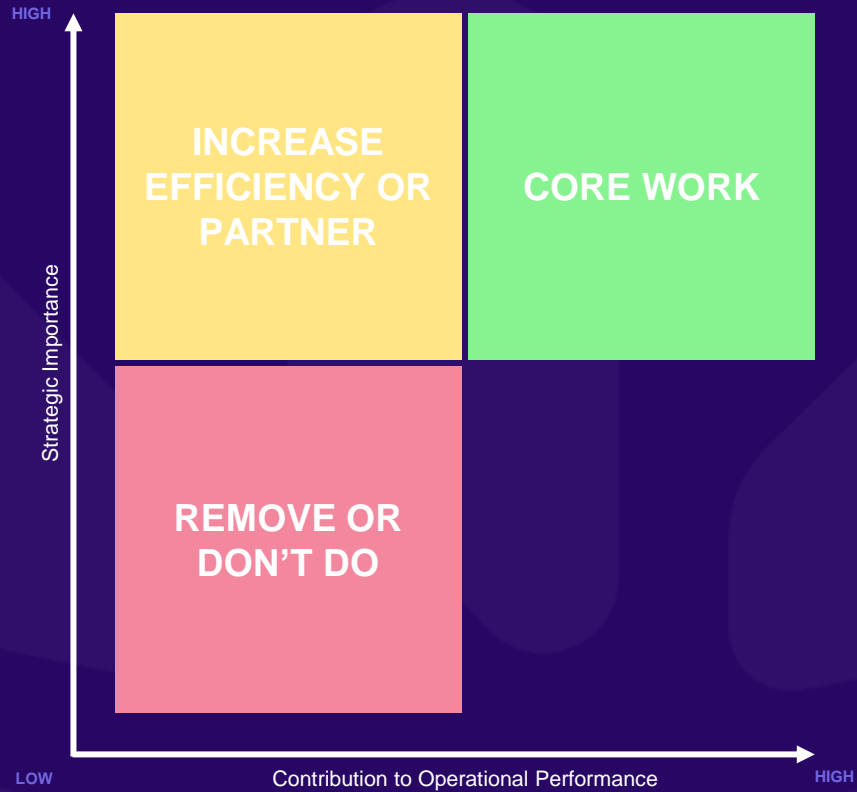 HIGH
INCREASE
EFFICIENCY OR
PARTNER
CORE WORK
Strategic Importance
REMOVE OR
DON’T DO
LOW
Contribution to Operational Performance
HIGH